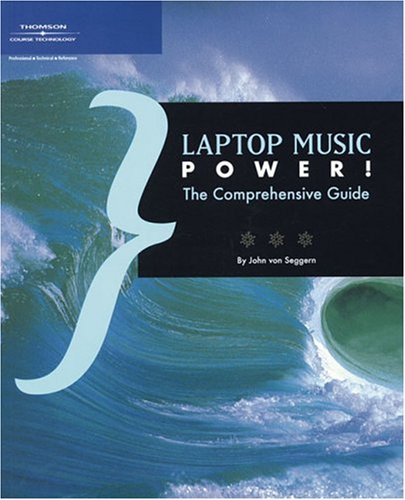 THOMSON
COURSE TECHNOLOGY
Professional ■ Technical ■ Reference
LAPTOP MUSIC
POWER!
The Comprehensive Guide
By John von Seggern